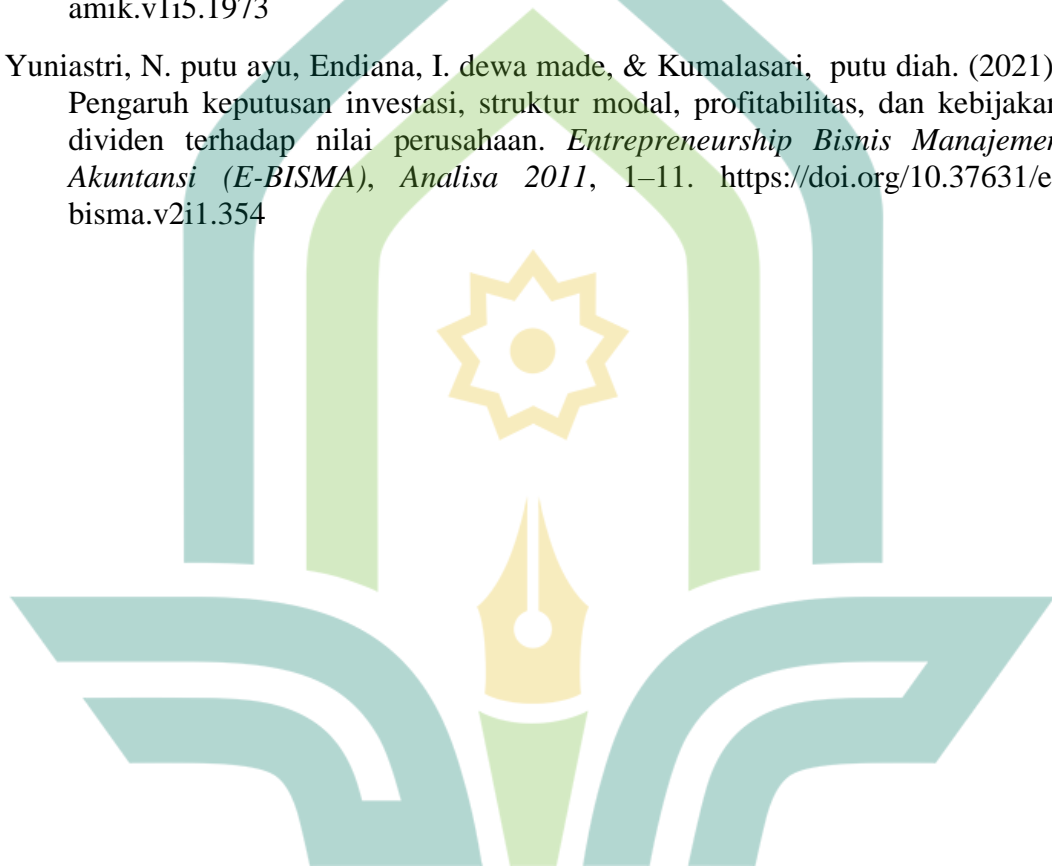 amik.v1i5.1973
Yuniastri, N. putu ayu, Endiana, I. dewa made, & Kumalasari, putu diah. (2021)
Pengaruh keputusan investasi, struktur modal, profitabilitas, dan kebijakan
dividen terhadap nilai perusahaan. Entrepreneurship Bisnis Manajemen
Akuntansi (E-BISMA), Analisa 2011, 1–11. https://doi.org/10.37631/e
bisma.v2i1.354